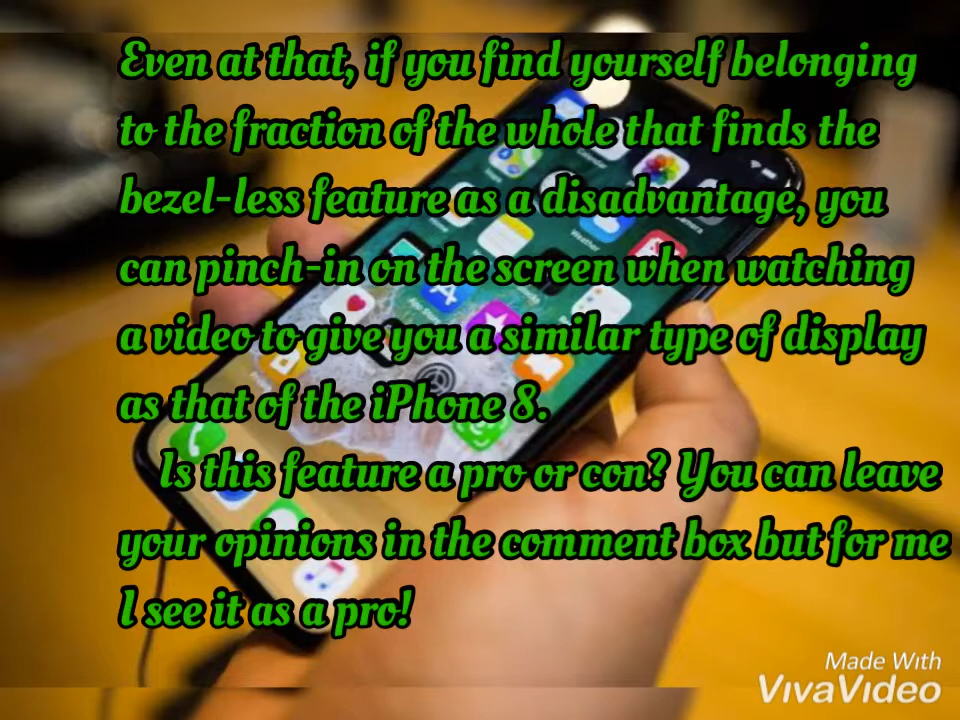 Even at that, if you find yourself belonging
to the fraction of the whole that finds the
bezel-less feature as a disadvantage, you
can pinch-in on the screen when watching
a video to give you a similar type of display
as that of the iPhone 8.
Is this feature a pro or con? You can leave
your opinions in the comment box but for me
I see it as a pro!
Made With
VivaVideo